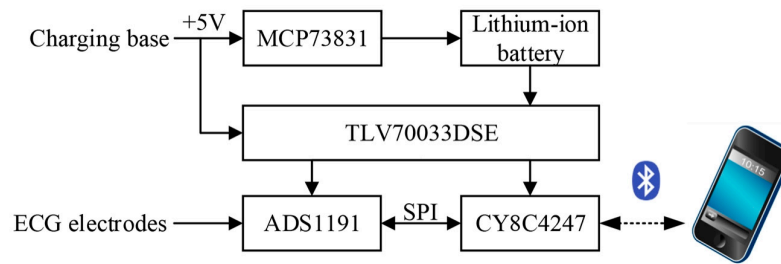 +5V
Charging base
MCP73831
Lithium-ion
battery
TLV70033DSE
10:15
ECG electrodes
ADS1191
SPI
CY8C4247